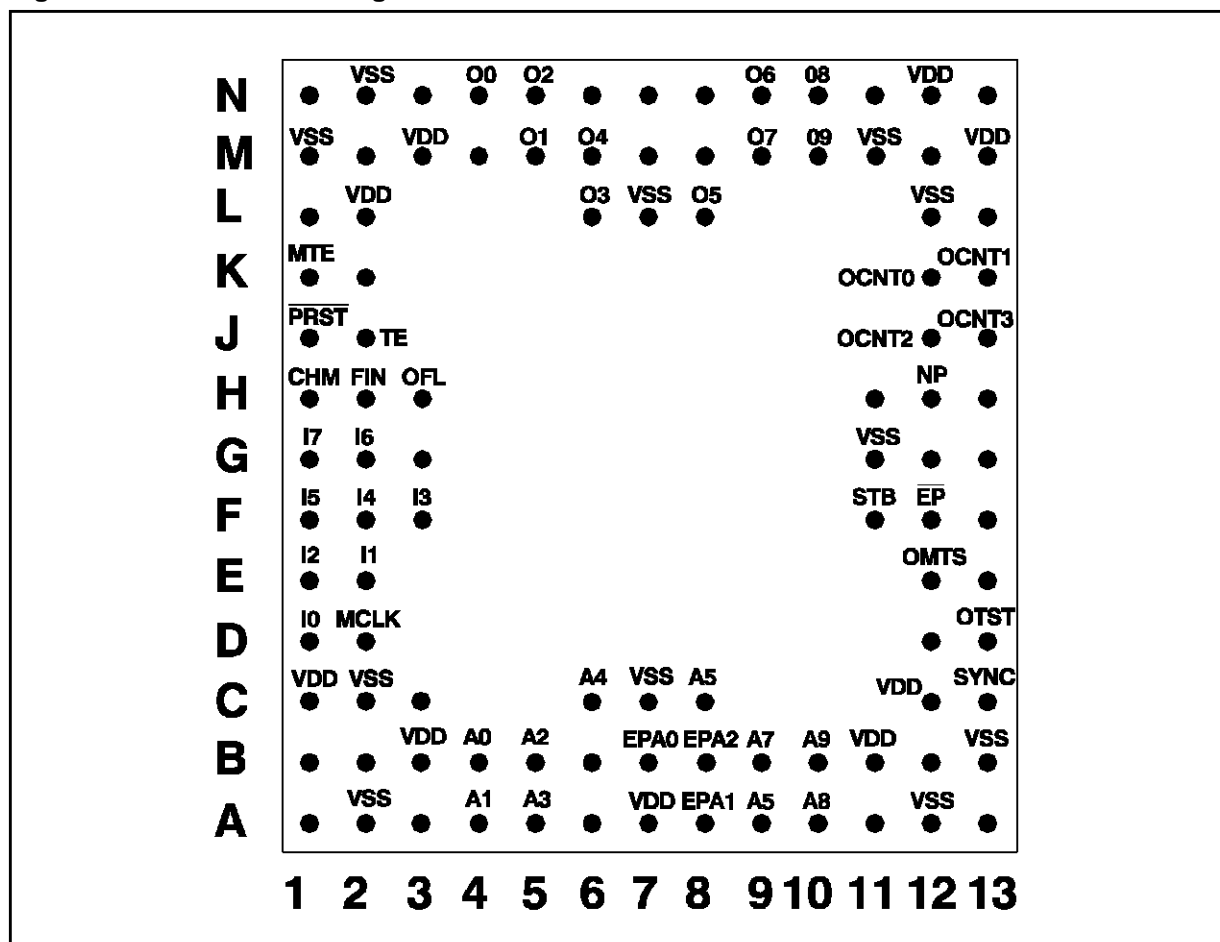 VSS O0 O2 O6 08 VDD
N
VSS VDD O1 O4 O7 09 VSS VDD
M
VDD O3 VSS O5 VSS
L
MTE OCNT1
K OCNT0
PRST OCNT3
J TE OCNT2
CHM FIN OFL NP
H
I7 I6 VSS
G
I5 I4 I3 STB EP
F
I2 I1 OMTS
E
I0 MCLK OTST
D
VDD VSS A4 VSS A5 VDD SYNC
C
VDD A0 A2 EPA0 EPA2 A7 A9 VDD VSS
B
VSS A1 A3 VDD EPA1 A5 A8 VSS
A
1 2 3 4 5 6 7 8 9 10 11 12 13